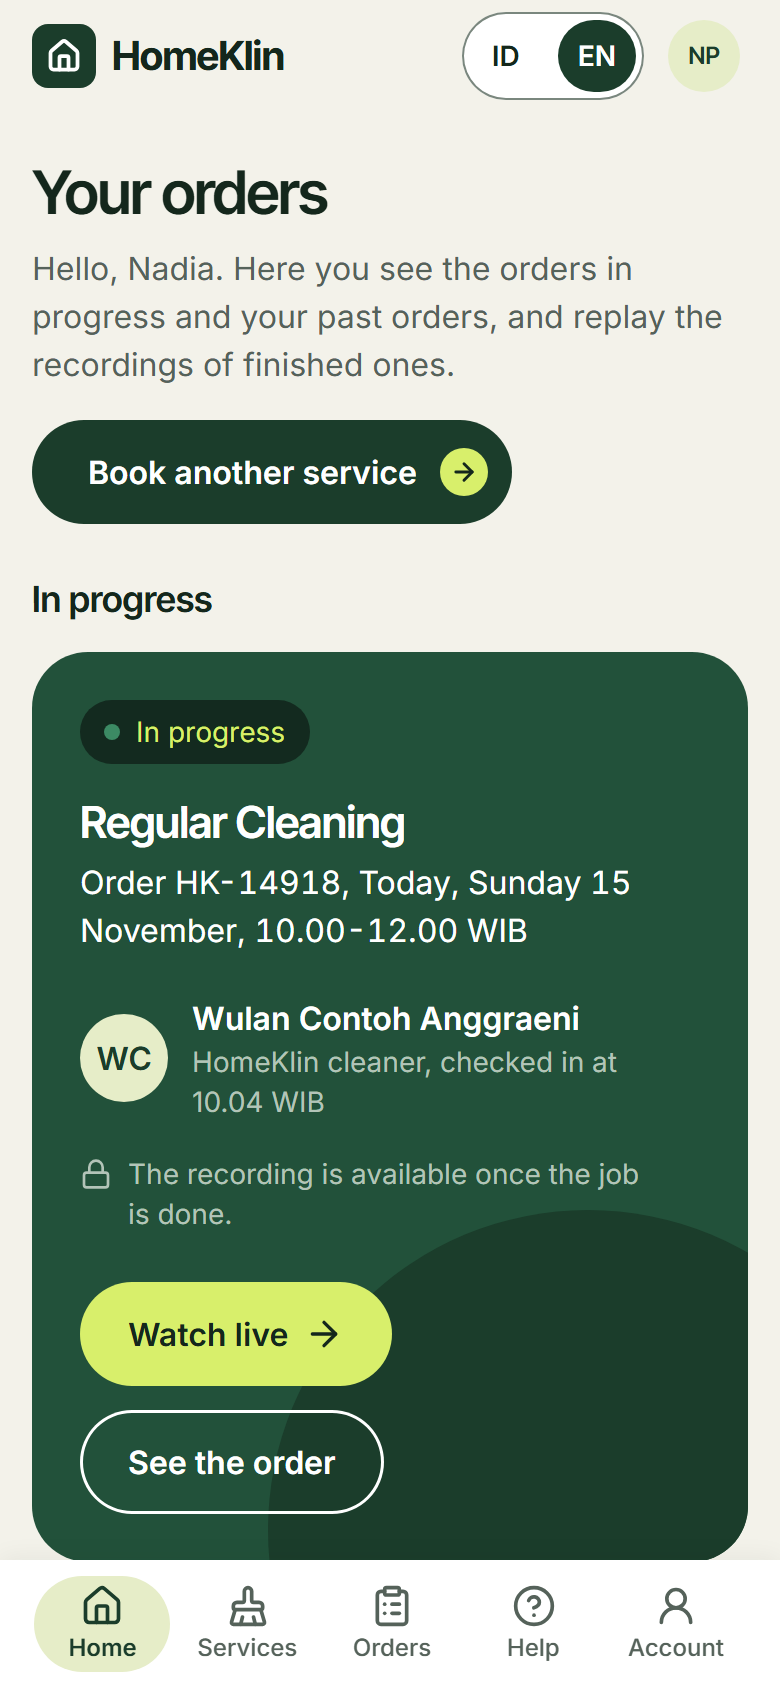 HomeKlin
ID
EN
NP
Your orders
Hello, Nadia. Here you see the orders in
progress and your past orders, and replay the
recordings of finished ones.
Book another service
In progress
In progress
Regular Cleaning
Order HK-14918, Today, Sunday 15
November, 10.00-12.00 WIB
WC
Wulan Contoh Anggraeni
HomeKlin cleaner, checked in at
10.04 WIB
The recording is available once the job
is done.
Watch live
See the order
Home
Services
Orders
Help
Account